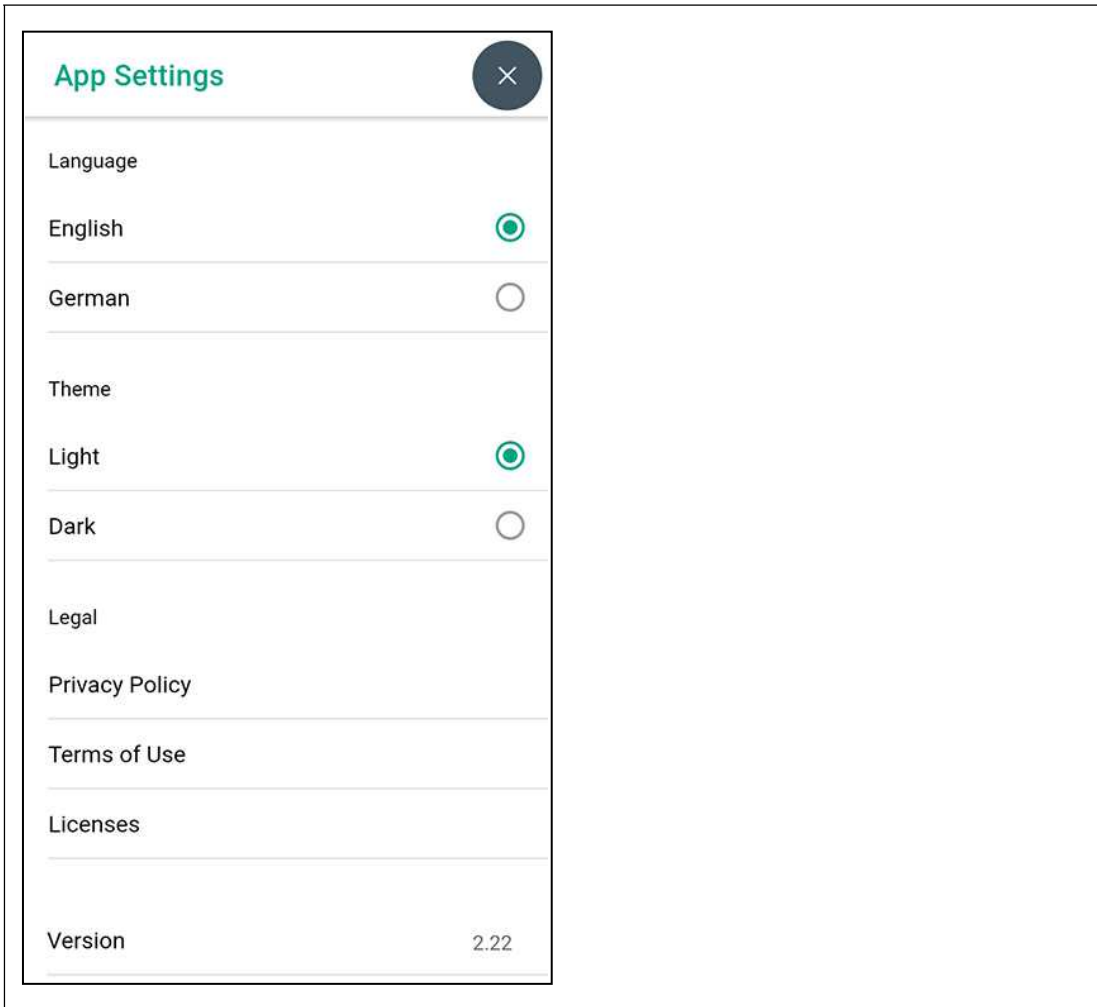 App Settings
Language
English
German
Theme
Light
Dark
Legal
Privacy Policy
Terms of Use
Licenses
Version 2.22